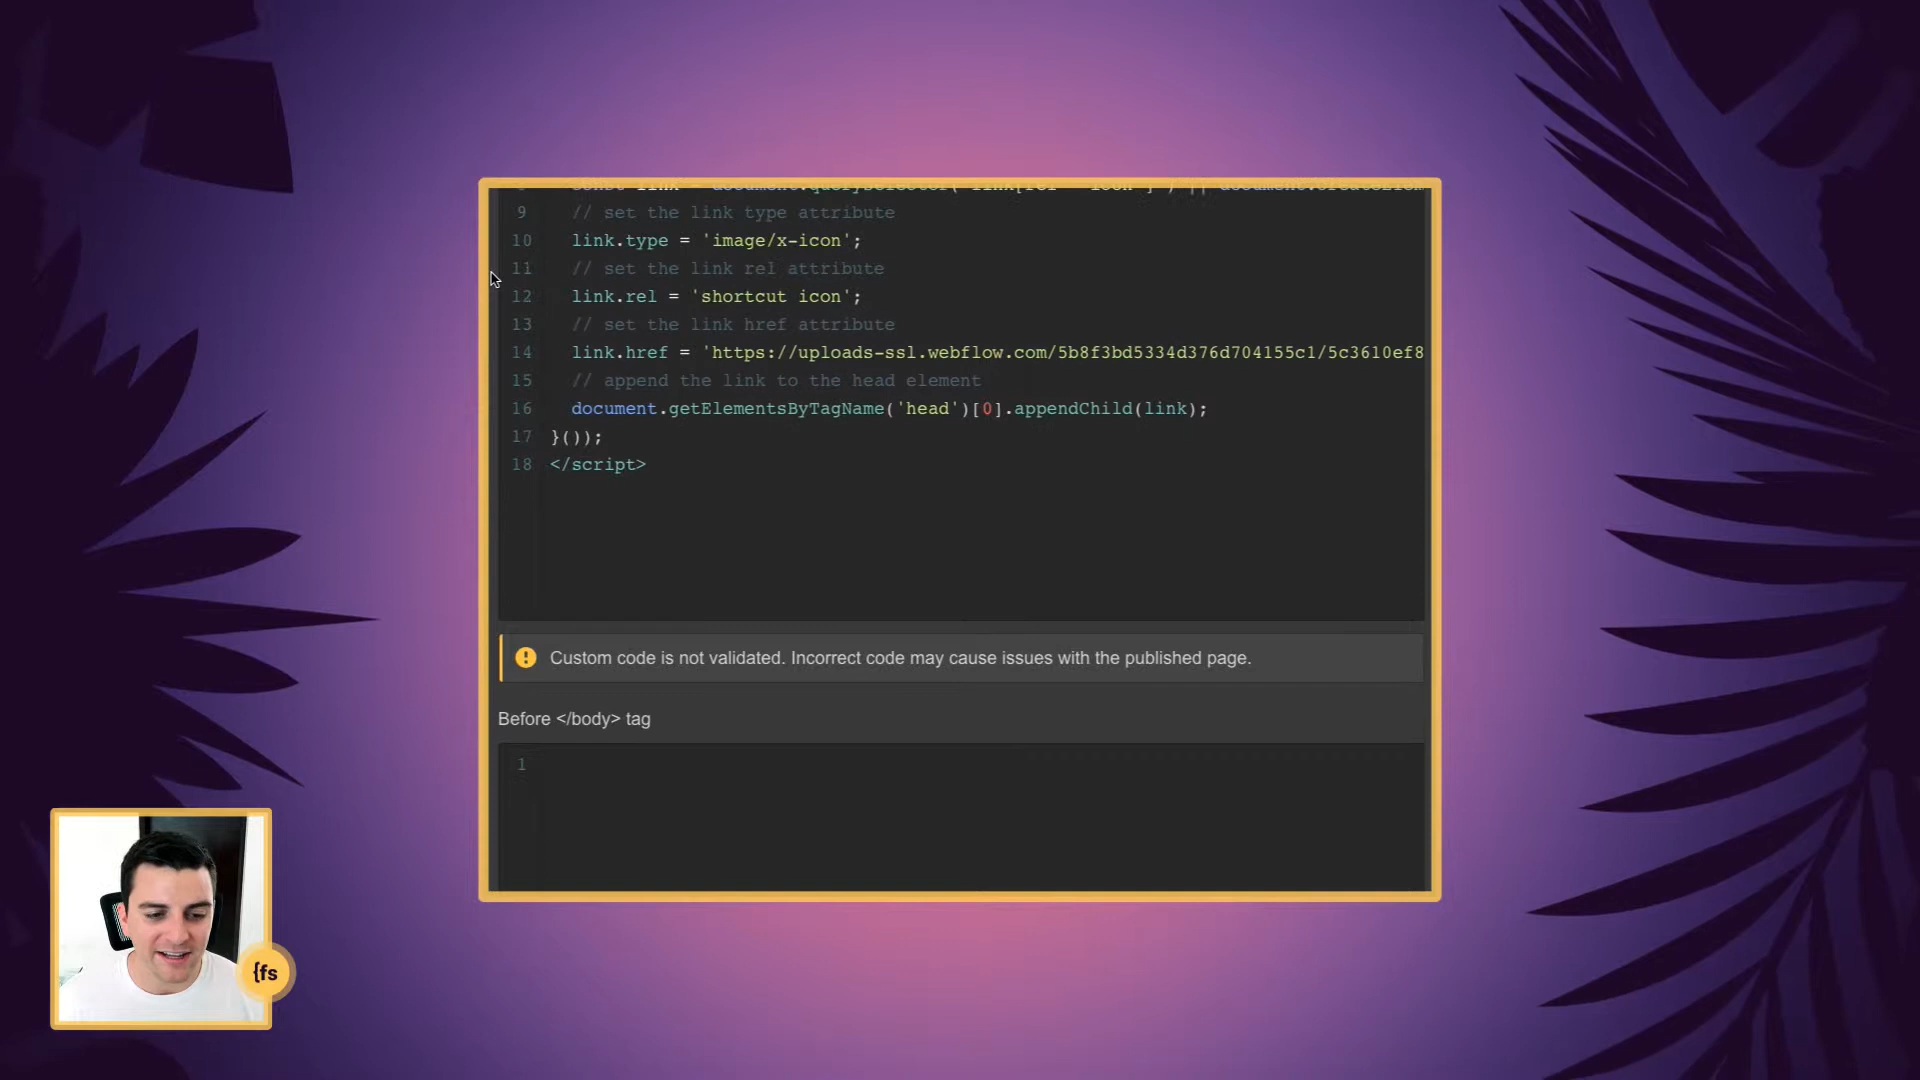 9 // set the link type attribute
10 link.type = 'image/x-icon';
11 // set the link rel attribute
12 link.rel = 'shortcut icon';
13 // set the link href attribute
14 link.href = 'https://uploads-ssl.webflow.com/5b8f3bd5334d376d704155c1/5c3610ef8
15 // append the link to the head element
16 document.getElementsByTagName('head')[0].appendChild(link);
17 }());
18 </script>
Custom code is not validated. Incorrect code may cause issues with the published page.
Before </body> tag
1
{fs